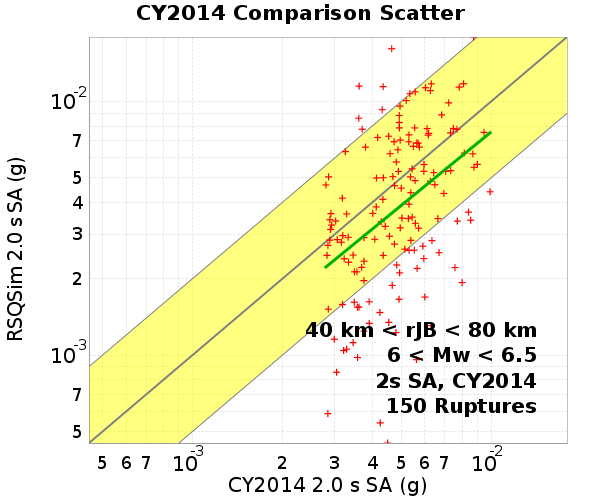 CY2014 Comparison Scatter
RSQSim 2.0 s SA (g)
10-2
7
5
4
3
2
10-3
7
5
40 km < rJB < 80 km
6 < Mw < 6.5
2s SA, CY2014
150 Ruptures
5 6 7 10-3 2 3 4 5 6 7 10-2
CY2014 2.0 s SA (g)